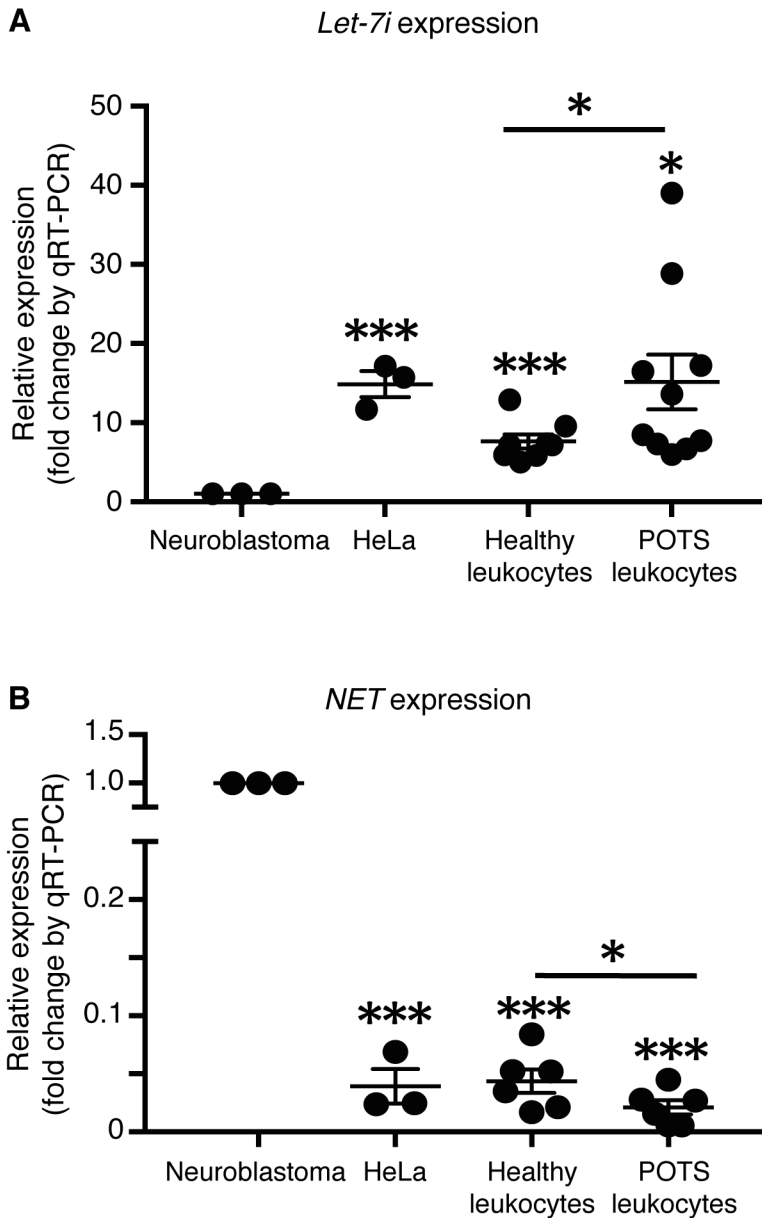 A
Let-7i expression
Relative expression
(fold change by qRT-PCR)
50
40
30
20
10
0
*
*
***
***
Neuroblastoma
HeLa
Healthy
leukocytes
POTS
leukocytes
B
NET expression
Relative expression
(fold change by qRT-PCR)
1.5
1.0
0.2
0.1
0
*
***
***
***
Neuroblastoma
HeLa
Healthy
leukocytes
POTS
leukocytes